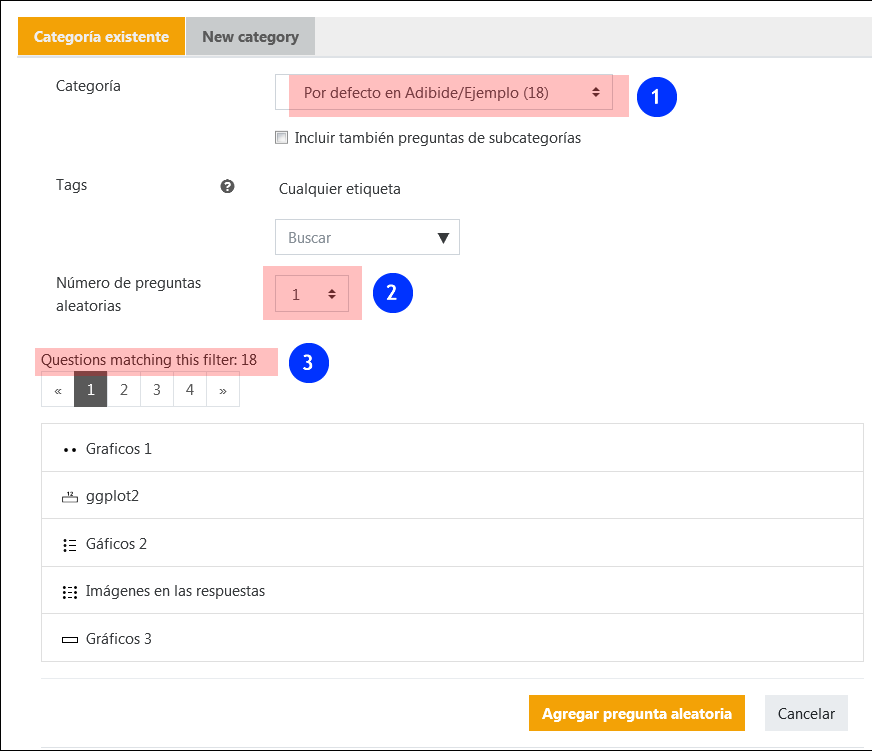 Categoría existente New category
Categoría Por defecto en Adibide/Ejemplo (18) 1
Incluir también preguntas de subcategorías
Tags ? Cualquier etiqueta
Buscar
Número de preguntas
aleatorias
1 2
Questions matching this filter: 18 3
« 1 2 3 4 »
Graficos 1
12 ggplot2
Gáficos 2
Imágenes en las respuestas
Gráficos 3
Agregar pregunta aleatoria Cancelar